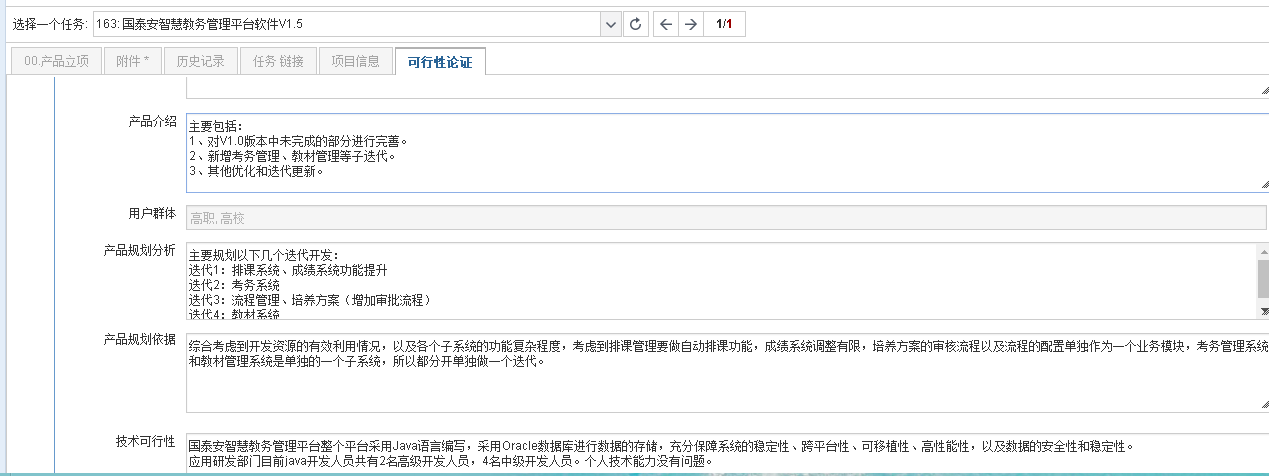 选择一个任务: 163: 国泰安智慧教务管理平台软件V1.5 1/1
00.产品立项 附件 * 历史记录 任务 链接 项目信息 可行性论证
产品介绍
主要包括：
1、对V1.0版本中未完成的部分进行完善。
2、新增考务管理、教材管理等子迭代。
3、其他优化和迭代更新。
用户群体
高职, 高校
产品规划分析
主要规划以下几个迭代开发：
迭代1：排课系统、成绩系统功能提升
迭代2：考务系统
迭代3：流程管理、培养方案（增加审批流程）
迭代4：教材系统
产品规划依据
综合考虑到开发资源的有效利用情况，以及各个子系统的功能复杂程度，考虑到排课管理要做自动排课功能，成绩系统调整有限，培养方案的审核流程以及流程的配置单独作为一个业务模块，考务管理系统
和教材管理系统是单独的一个子系统，所以都分开单独做一个迭代。
技术可行性
国泰安智慧教务管理平台整个平台采用Java语言编写，采用Oracle数据库进行数据的存储，充分保障系统的稳定性、跨平台性、可移植性、高性能性，以及数据的安全性和稳定性。
应用研发部门目前java开发人员共有2名高级开发人员，4名中级开发人员。个人技术能力没有问题。